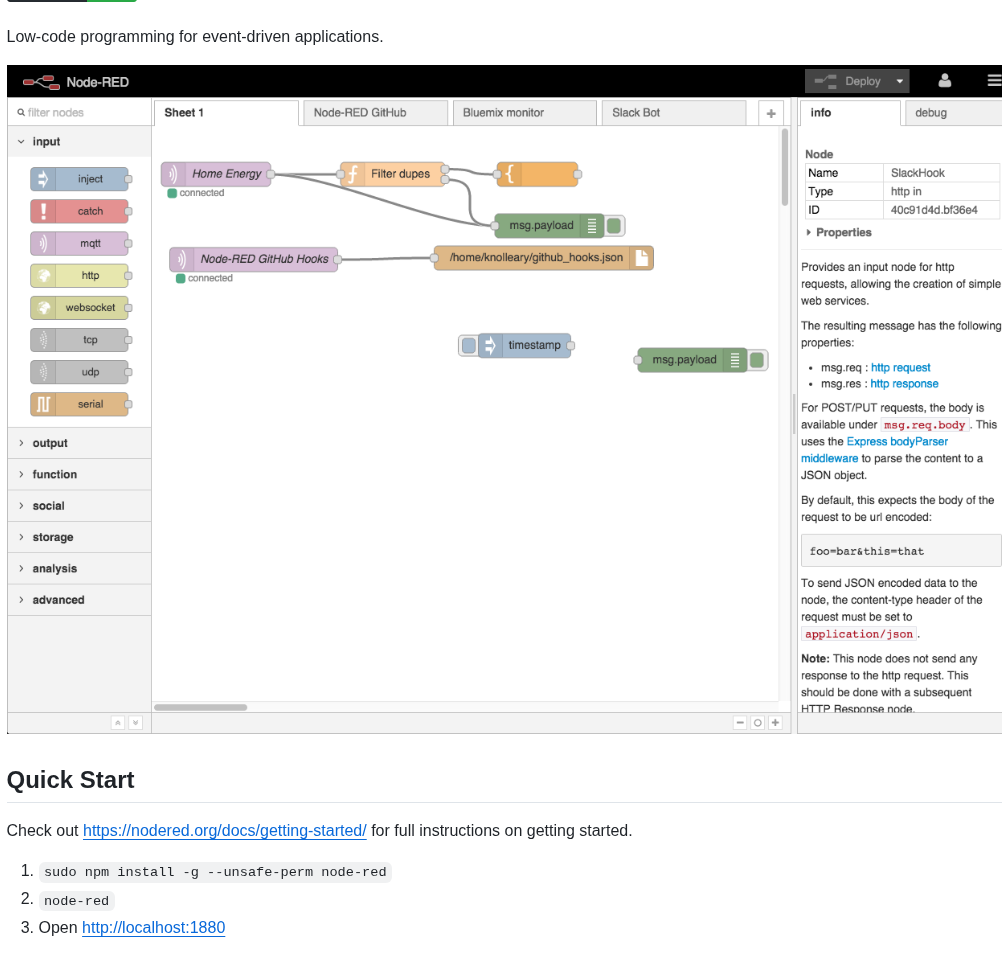 Low-code programming for event-driven applications.
Node-RED
Deploy
filter nodes
input
inject
catch
mqtt
http
websocket
tcp
udp
serial
output
function
social
storage
analysis
advanced
Sheet 1
Node-RED GitHub
Bluemix monitor
Slack Bot
+
Home Energy
connected
Filter dupes
{
msg.payload
Node-RED GitHub Hooks
connected
/home/knolleary/github_hooks.json
timestamp
msg.payload
info
debug
Node
Name SlackHook
Type http in
ID 40c91d4d.bf36e4
Properties
Provides an input node for http
requests, allowing the creation of simple
web services.
The resulting message has the following
properties:
• msg.req : http request
• msg.res : http response
For POST/PUT requests, the body is
available under msg.req.body. This
uses the Express bodyParser
middleware to parse the content to a
JSON object.
By default, this expects the body of the
request to be url encoded:
foo=bar&this=that
To send JSON encoded data to the
node, the content-type header of the
request must be set to
application/json.
Note: This node does not send any
response to the http request. This
should be done with a subsequent
HTTP Response node.
Quick Start
Check out https://nodered.org/docs/getting-started/ for full instructions on getting started.
1. sudo npm install -g --unsafe-perm node-red
2. node-red
3. Open http://localhost:1880